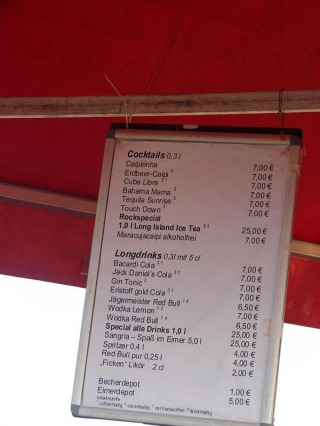 Cocktails 0,3 l
Caipirinha 7,00 €
Erdbeer-Caipi 7,00 €
Cuba Libre 7,00 €
Bahama Mama 7,00 €
Tequila Sunrise 7,00 €
Touch Down 7,00 €
Rockspecial
1,0 l Long Island Ice Tea 25,00 €
Maracujacaipi alkoholfrei 7,00 €
Longdrinks 0,3l mit 5 cl
Bacardi Cola 7,00 €
Jack Daniel's Cola 7,00 €
Gin Tonic 7,00 €
Eristoff gold Cola 7,00 €
Jägermeister Red Bull 6,50 €
Wodka Lemon 7,00 €
Wodka Red Bull 6,50 €
Special alle Drinks 1,0 l 25,00 €
Sangria – Spaß im Eimer 5,0 l 25,00 €
Spritzer 0,4 l 4,00 €
Red Bull pur 0,25 l 4,00 €
„Ficken" Likör 2 cl 2,00 €
Becherdepot 1,00 €
Eimerdepot 5,00 €